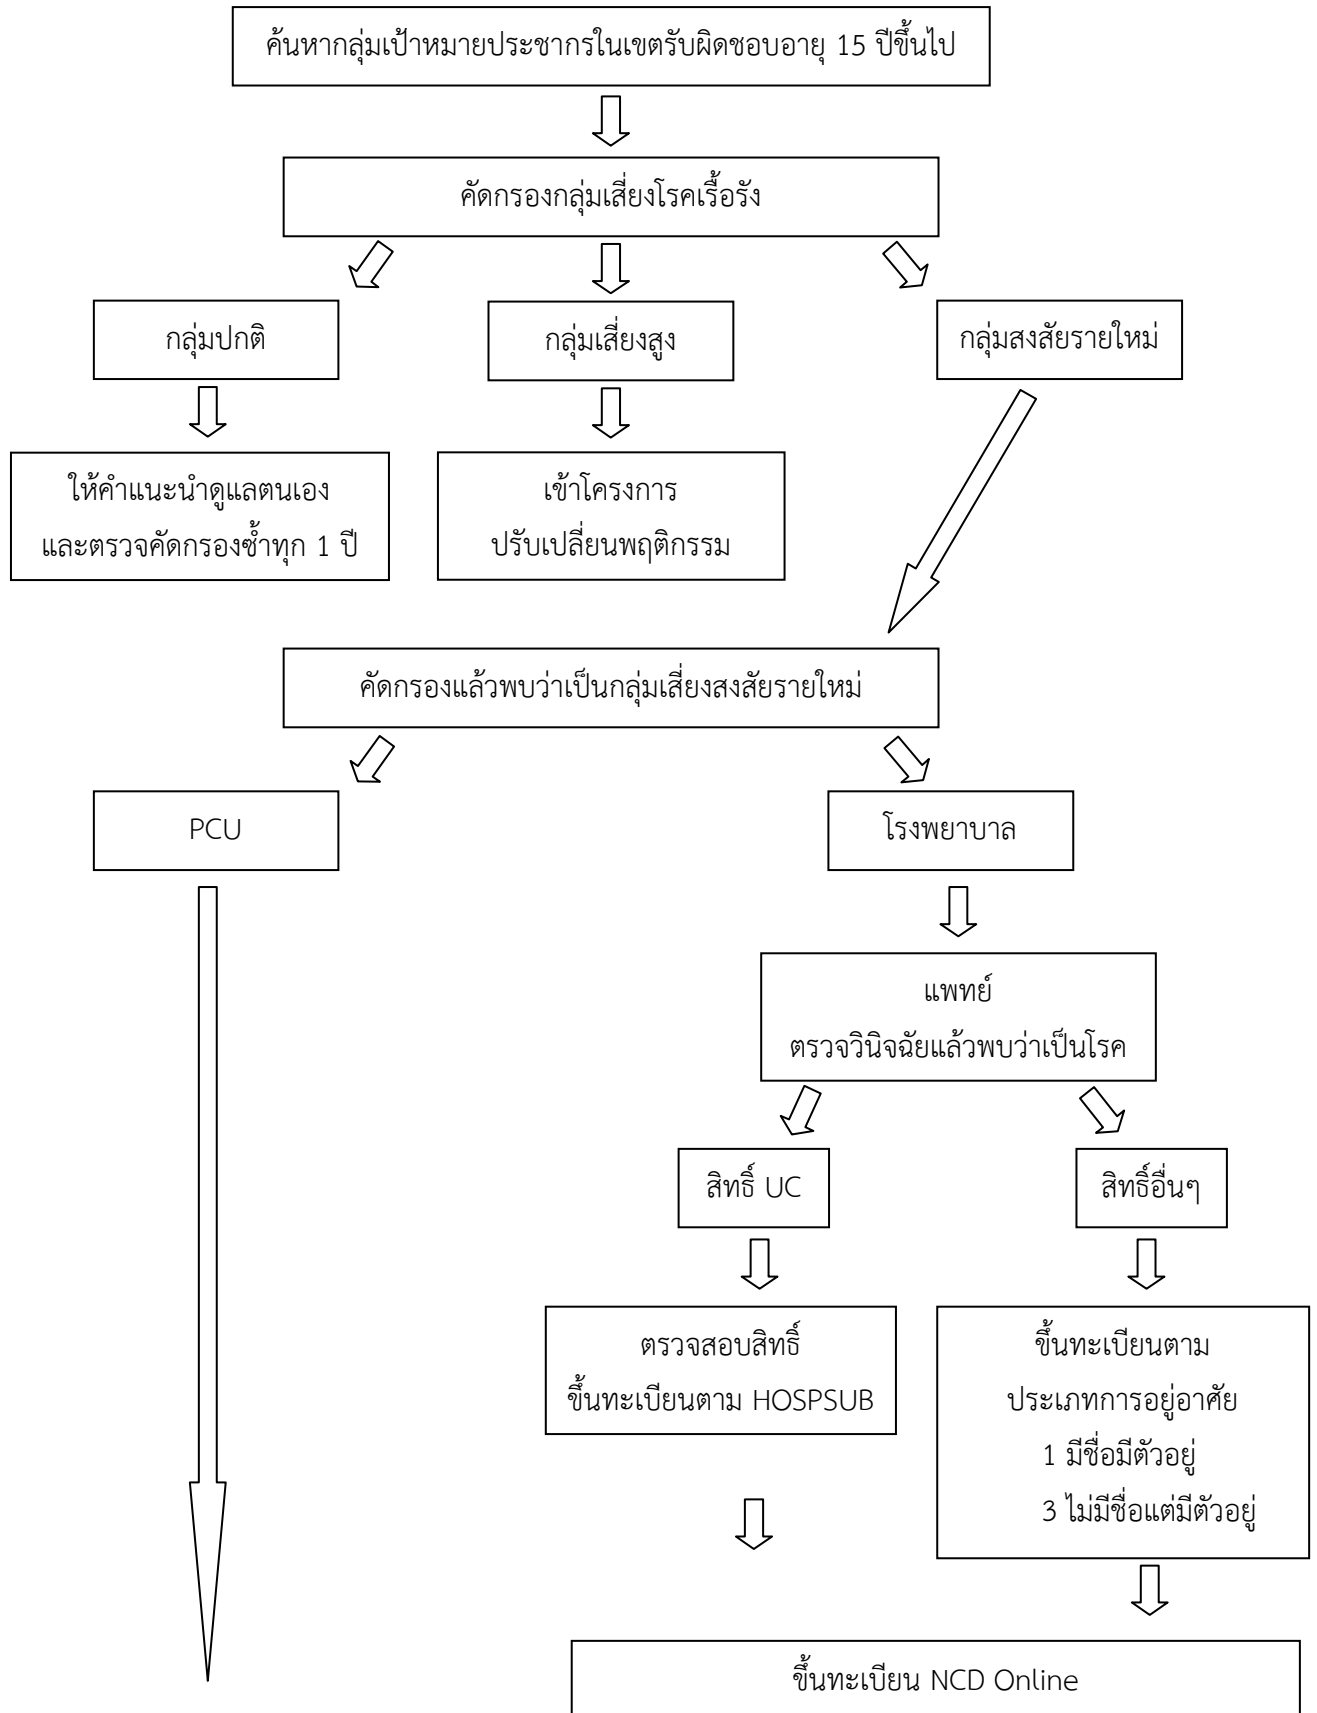 ค้นหากลุ่มเป้าหมายประชากรในเขตรับผิดชอบอายุ 15 ปีขึ้นไป
คัดกรองกลุ่มเสี่ยงโรคเรื้อรัง
กลุ่มปกติ
กลุ่มเสี่ยงสูง
กลุ่มสงสัยรายใหม่
ให้คำแนะนำดูแลตนเอง
และตรวจคัดกรองซ้ำทุก 1 ปี
เข้าโครงการ
ปรับเปลี่ยนพฤติกรรม
คัดกรองแล้วพบว่าเป็นกลุ่มเสี่ยงสงสัยรายใหม่
PCU
โรงพยาบาล
แพทย์
ตรวจวินิจฉัยแล้วพบว่าเป็นโรค
สิทธิ์ UC
สิทธิ์อื่นๆ
ตรวจสอบสิทธิ์
ขึ้นทะเบียนตาม HOSPSUB
ขึ้นทะเบียนตาม
ประเภทการอยู่อาศัย
1 มีชื่อมีตัวอยู่
3 ไม่มีชื่อแต่มีตัวอยู่
ขึ้นทะเบียน NCD Online